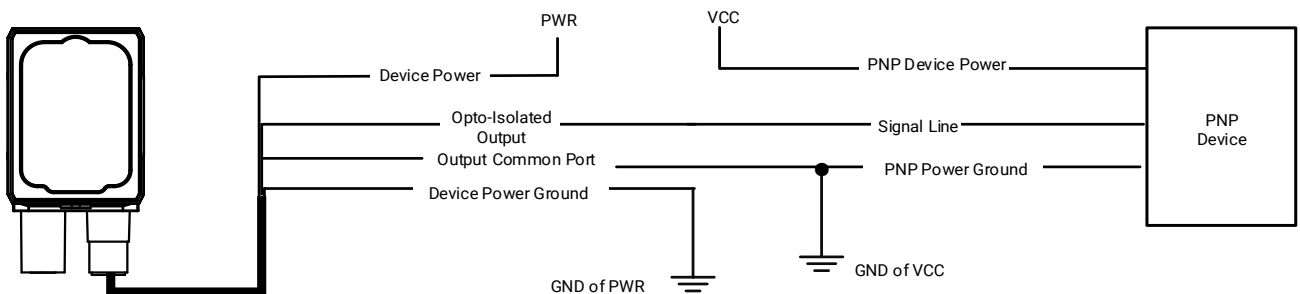 PWR
VCC
Device Power
PNP Device Power
Opto-Isolated
Output
Signal Line
PNP
Device
Output Common Port
PNP Power Ground
Device Power Ground
GND of VCC
GND of PWR